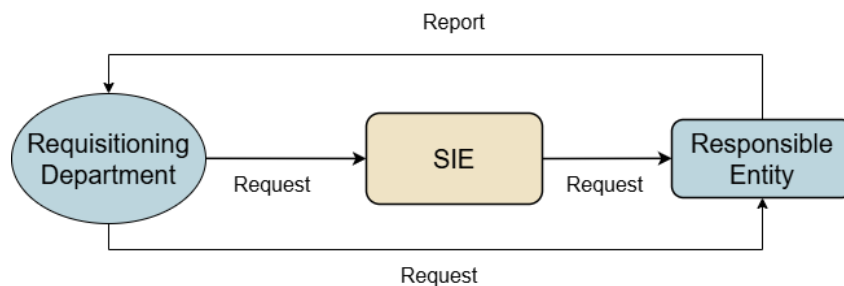 Report
Requisitioning
Department
Request
SIE
Request
Responsible
Entity
Request